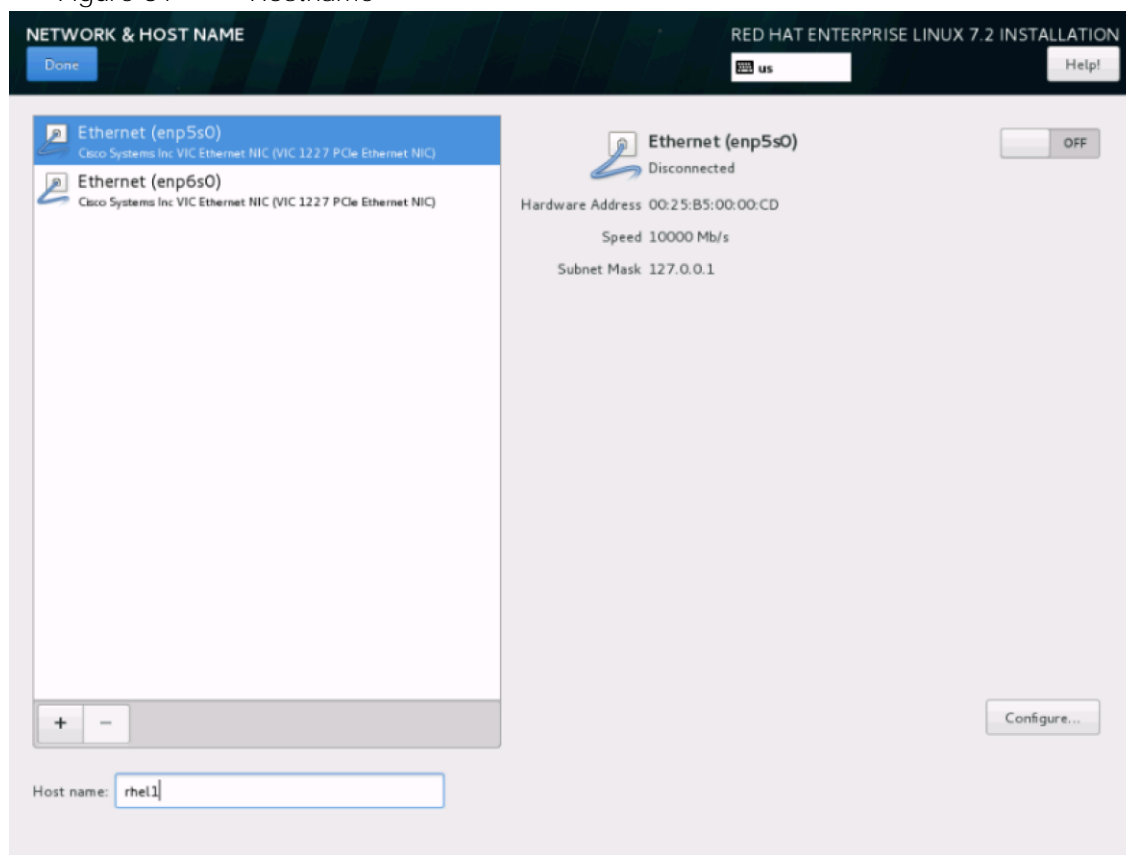 NETWORK & HOST NAME
RED HAT ENTERPRISE LINUX 7.2 INSTALLATION
Done
us
Help!
Ethernet (enp5s0)
Cisco Systems Inc VIC Ethernet NIC (VIC 1227 PCIe Ethernet NIC)
Ethernet (enp6s0)
Cisco Systems Inc VIC Ethernet NIC (VIC 1227 PCIe Ethernet NIC)
Ethernet (enp5s0)
OFF
Disconnected
Hardware Address 00:25:B5:00:00:CD
Speed 10000 Mb/s
Subnet Mask 127.0.0.1
+ −
Configure...
Host name: rhel1